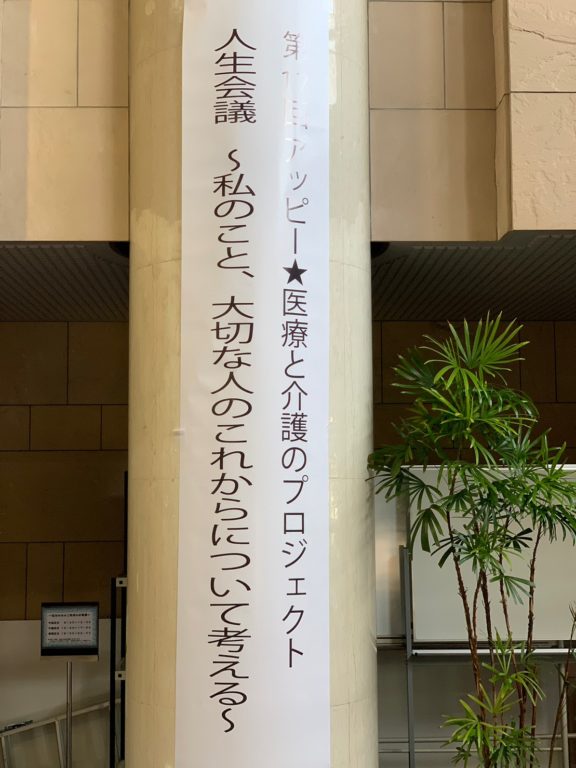 アッピー★医療と介護のプロジェクト
人生会議 ～私のこと、大切な人のこれからについて考える～